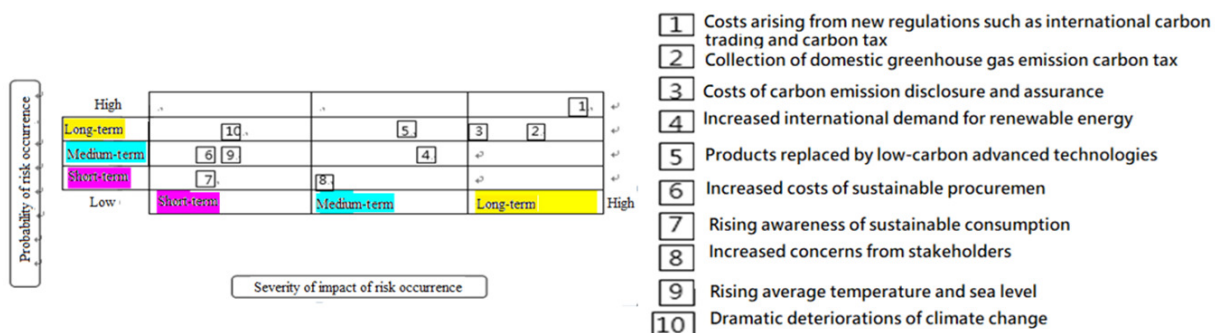 Probability of risk occurrence
High
1
Long-term
10
5
3
2
Medium-term
6
9
4
Short-term
7
8
Low
Short-term
Medium-term
Long-term
High
Severity of impact of risk occurrence
1 Costs arising from new regulations such as international carbon
trading and carbon tax
2 Collection of domestic greenhouse gas emission carbon tax
3 Costs of carbon emission disclosure and assurance
4 Increased international demand for renewable energy
5 Products replaced by low-carbon advanced technologies
6 Increased costs of sustainable procuremen
7 Rising awareness of sustainable consumption
8 Increased concerns from stakeholders
9 Rising average temperature and sea level
10 Dramatic deteriorations of climate change